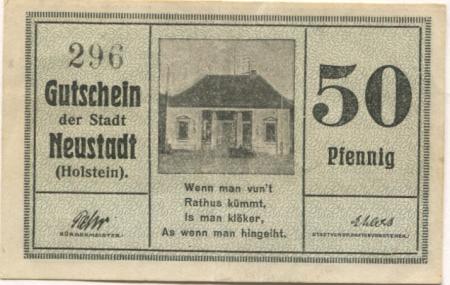 296
Gutschein
der Stadt
Neustadt
(Holstein).
BÜRGERMEISTER.
Wenn man vun't
Rathus kümmt,
Is man klöker,
As wenn man hingeiht.
50
Pfennig
Ehlers
STADTVERORDNETENVORSTEHER.